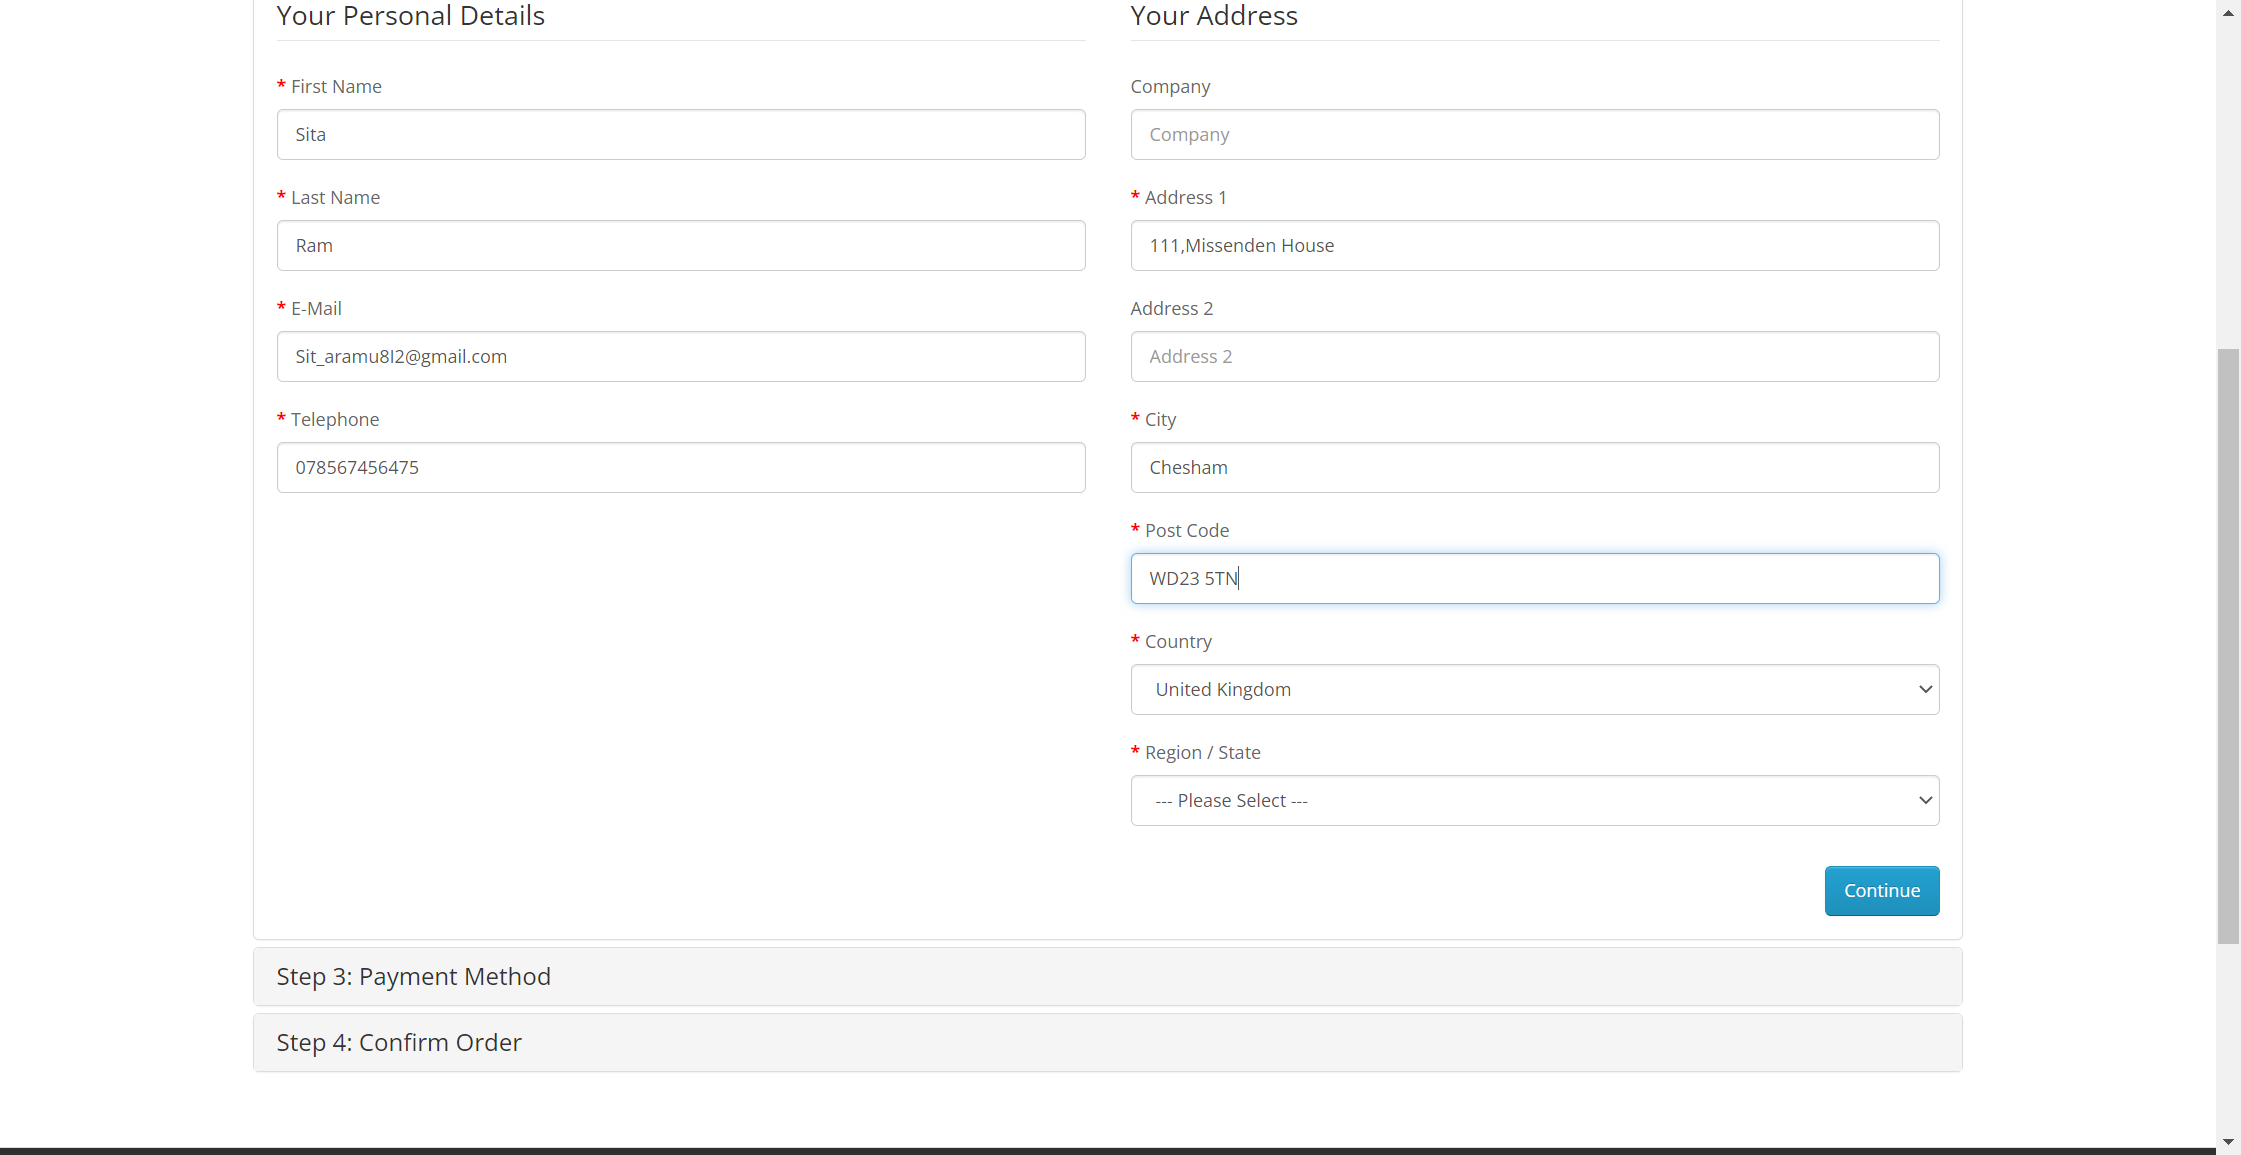 Your Personal Details
* First Name
Sita
* Last Name
Ram
* E-Mail
Sit_aramu8I2@gmail.com
* Telephone
078567456475
Your Address
Company
Company
* Address 1
111,Missenden House
Address 2
Address 2
* City
Chesham
* Post Code
WD23 5TN
* Country
United Kingdom
* Region / State
--- Please Select ---
Continue
Step 3: Payment Method
Step 4: Confirm Order